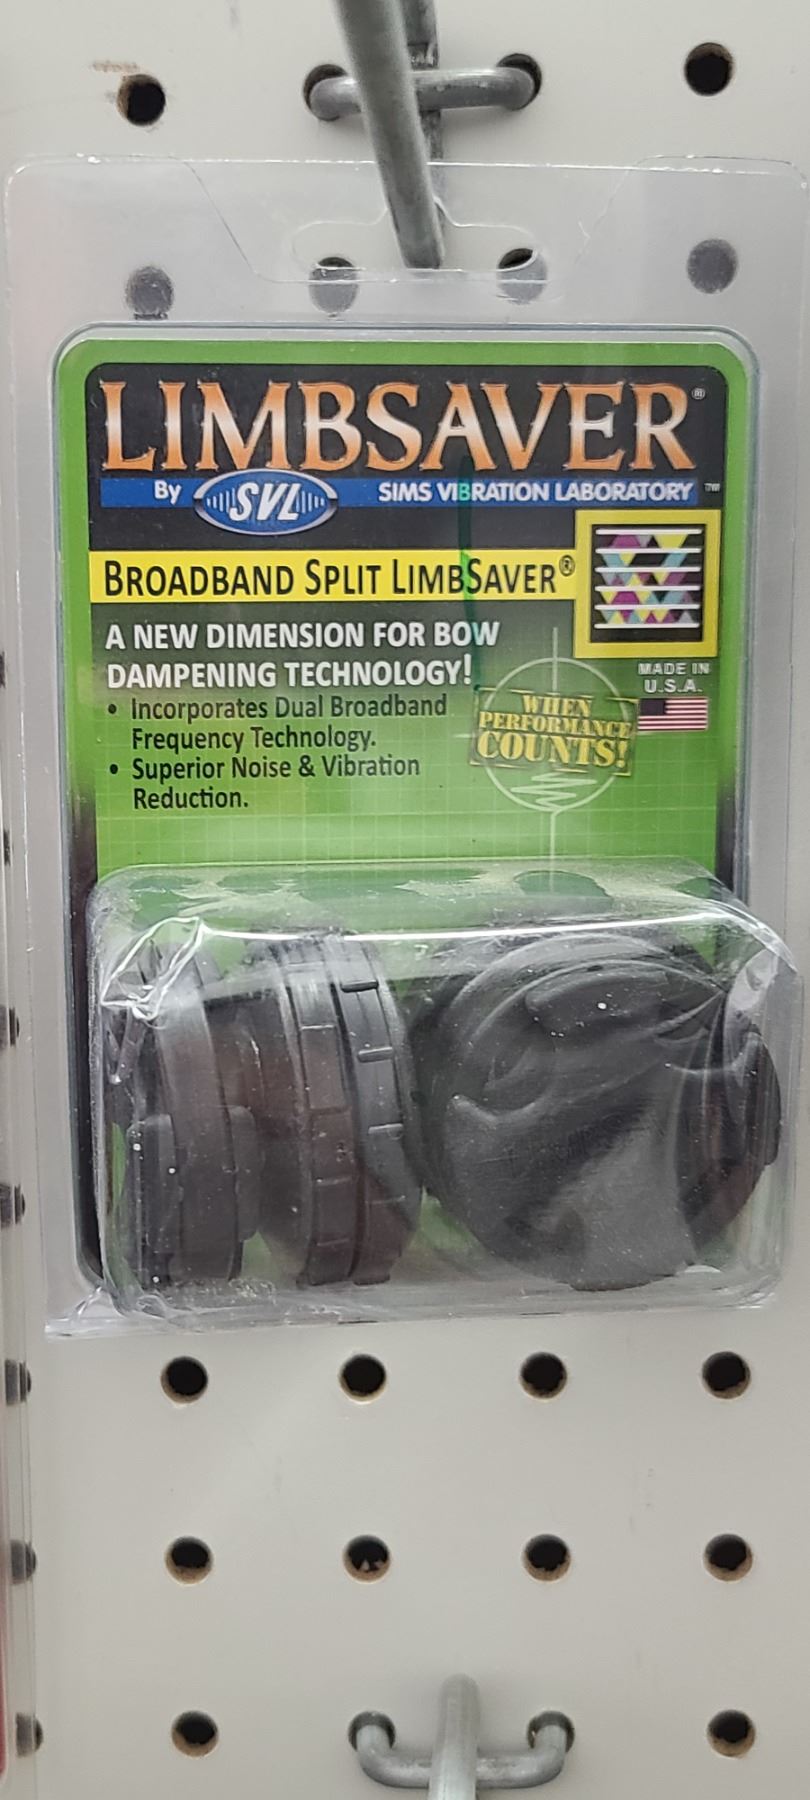 LIMBSAVER®
By SVL SIMS VIBRATION LABORATORY™
BROADBAND SPLIT LIMBSAVER®
A NEW DIMENSION FOR BOW
DAMPENING TECHNOLOGY!
• Incorporates Dual Broadband
Frequency Technology.
• Superior Noise & Vibration
Reduction.
MADE IN
U.S.A.
WHEN
PERFORMANCE
COUNTS!